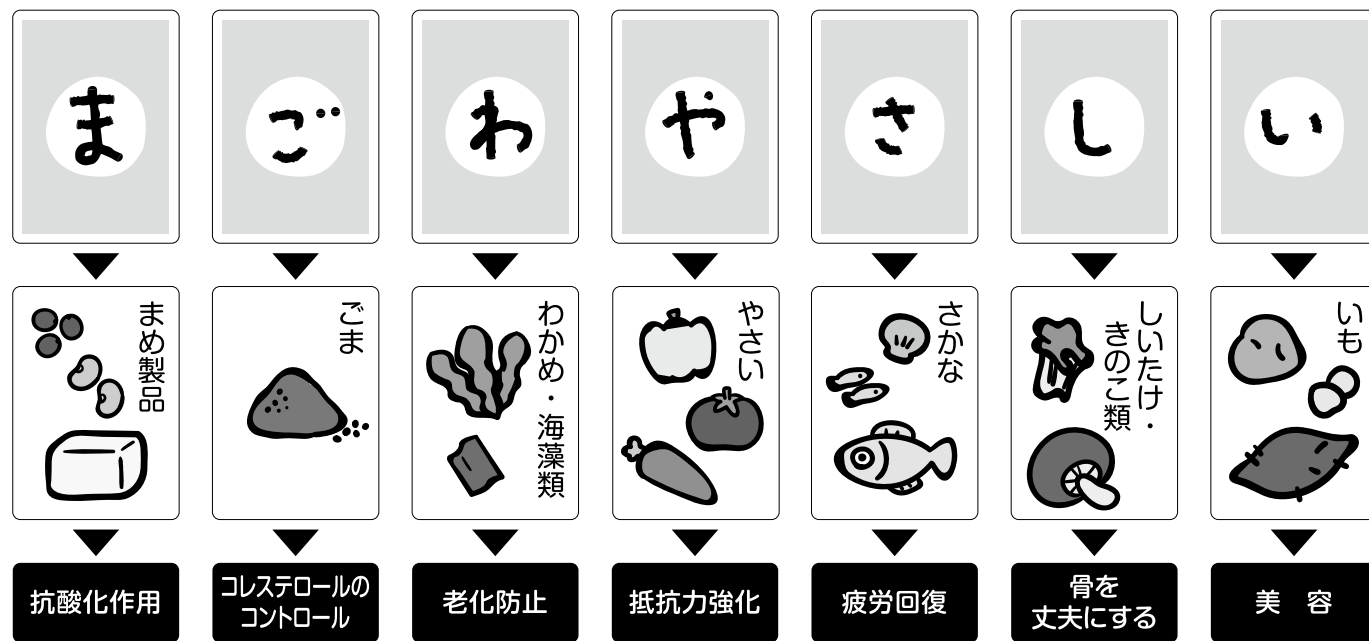 ま
ご
わ
や
さ
し
い
まめ製品
ごま
わかめ・海藻類
やさい
さかな
しいたけ・
きのこ類
いも
抗酸化作用
コレステロールの
コントロール
老化防止
抵抗力強化
疲労回復
骨を
丈夫にする
美　容